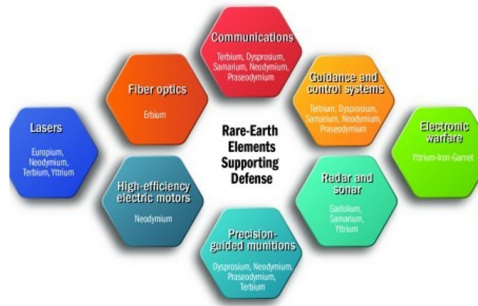 Communications
Terbium, Dysprosium,
Samarium, Neodymium,
Praseodymium
Fiber optics
Erbium
Guidance and
control systems
Terbium, Dysprosium,
Samarium, Neodymium,
Praseodymium
Lasers
Europium,
Neodymium,
Terbium, Yttrium
Rare-Earth
Elements
Supporting
Defense
Electronic
warfare
Yttrium-Iron-Garnet
High-efficiency
electric motors
Neodymium
Radar and
sonar
Gadolium,
Samarium,
Yttrium
Precision-
guided munitions
Dysprosium, Neodymium,
Praseodymium,
Terbium